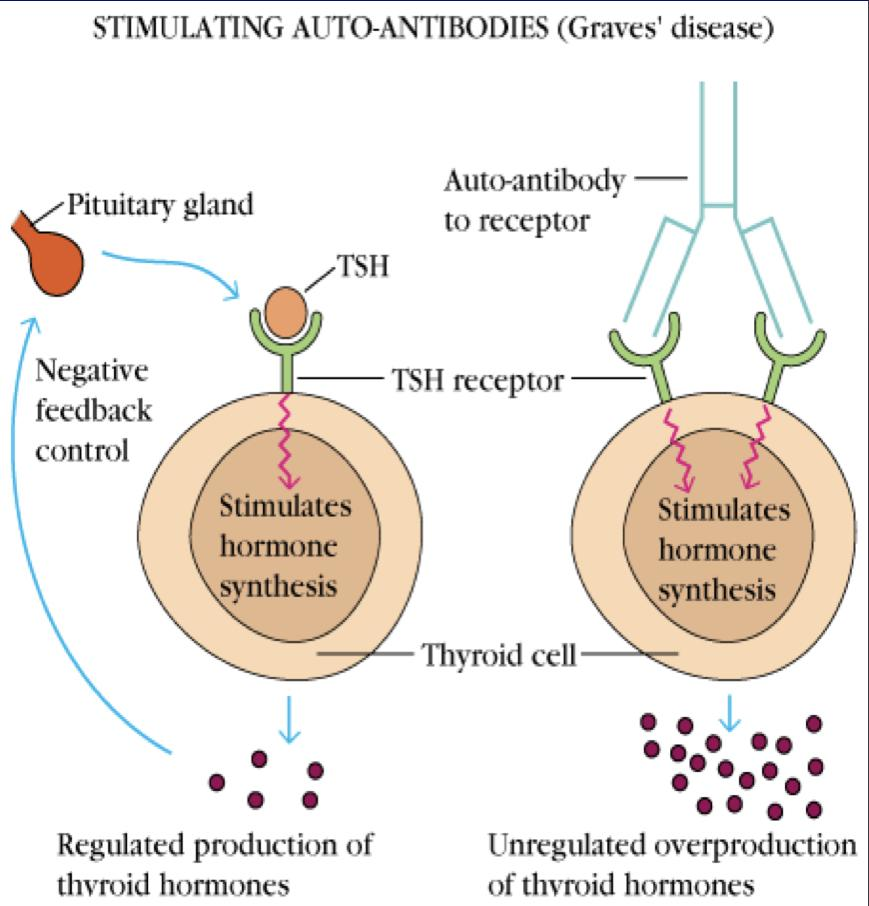 STIMULATING AUTO-ANTIBODIES (Graves' disease)
Pituitary gland
TSH
Auto-antibody
to receptor
Negative
feedback
control
TSH receptor
Stimulates
hormone
synthesis
Stimulates
hormone
synthesis
Thyroid cell
Regulated production of
thyroid hormones
Unregulated overproduction
of thyroid hormones